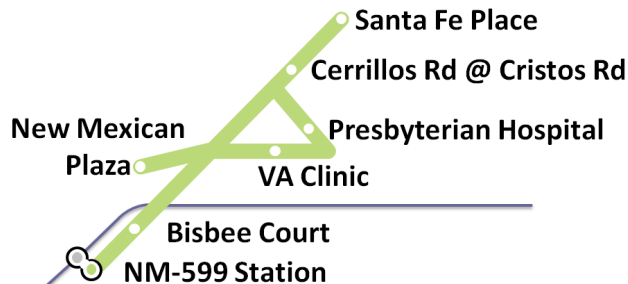 Santa Fe Place
Cerrillos Rd @ Cristos Rd
New Mexican
Plaza
Presbyterian Hospital
VA Clinic
Bisbee Court
NM-599 Station